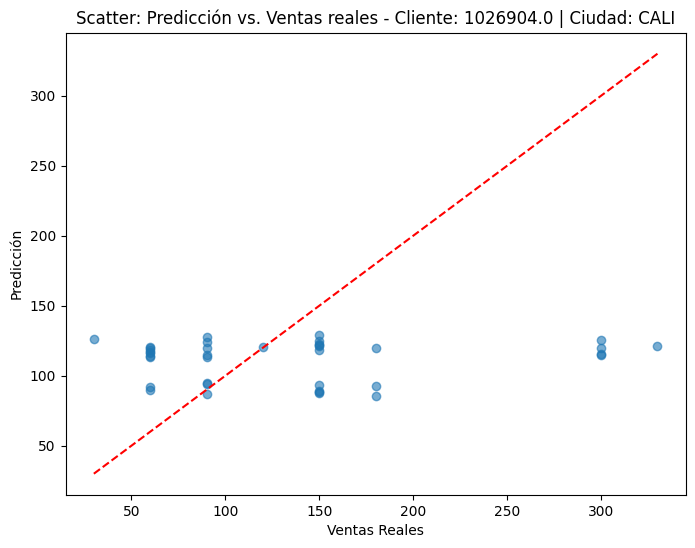 Scatter: Predicción vs. Ventas reales - Cliente: 1026904.0 | Ciudad: CALI
300
250
200
150
100
50
Predicción
50 100 150 200 250 300
Ventas Reales